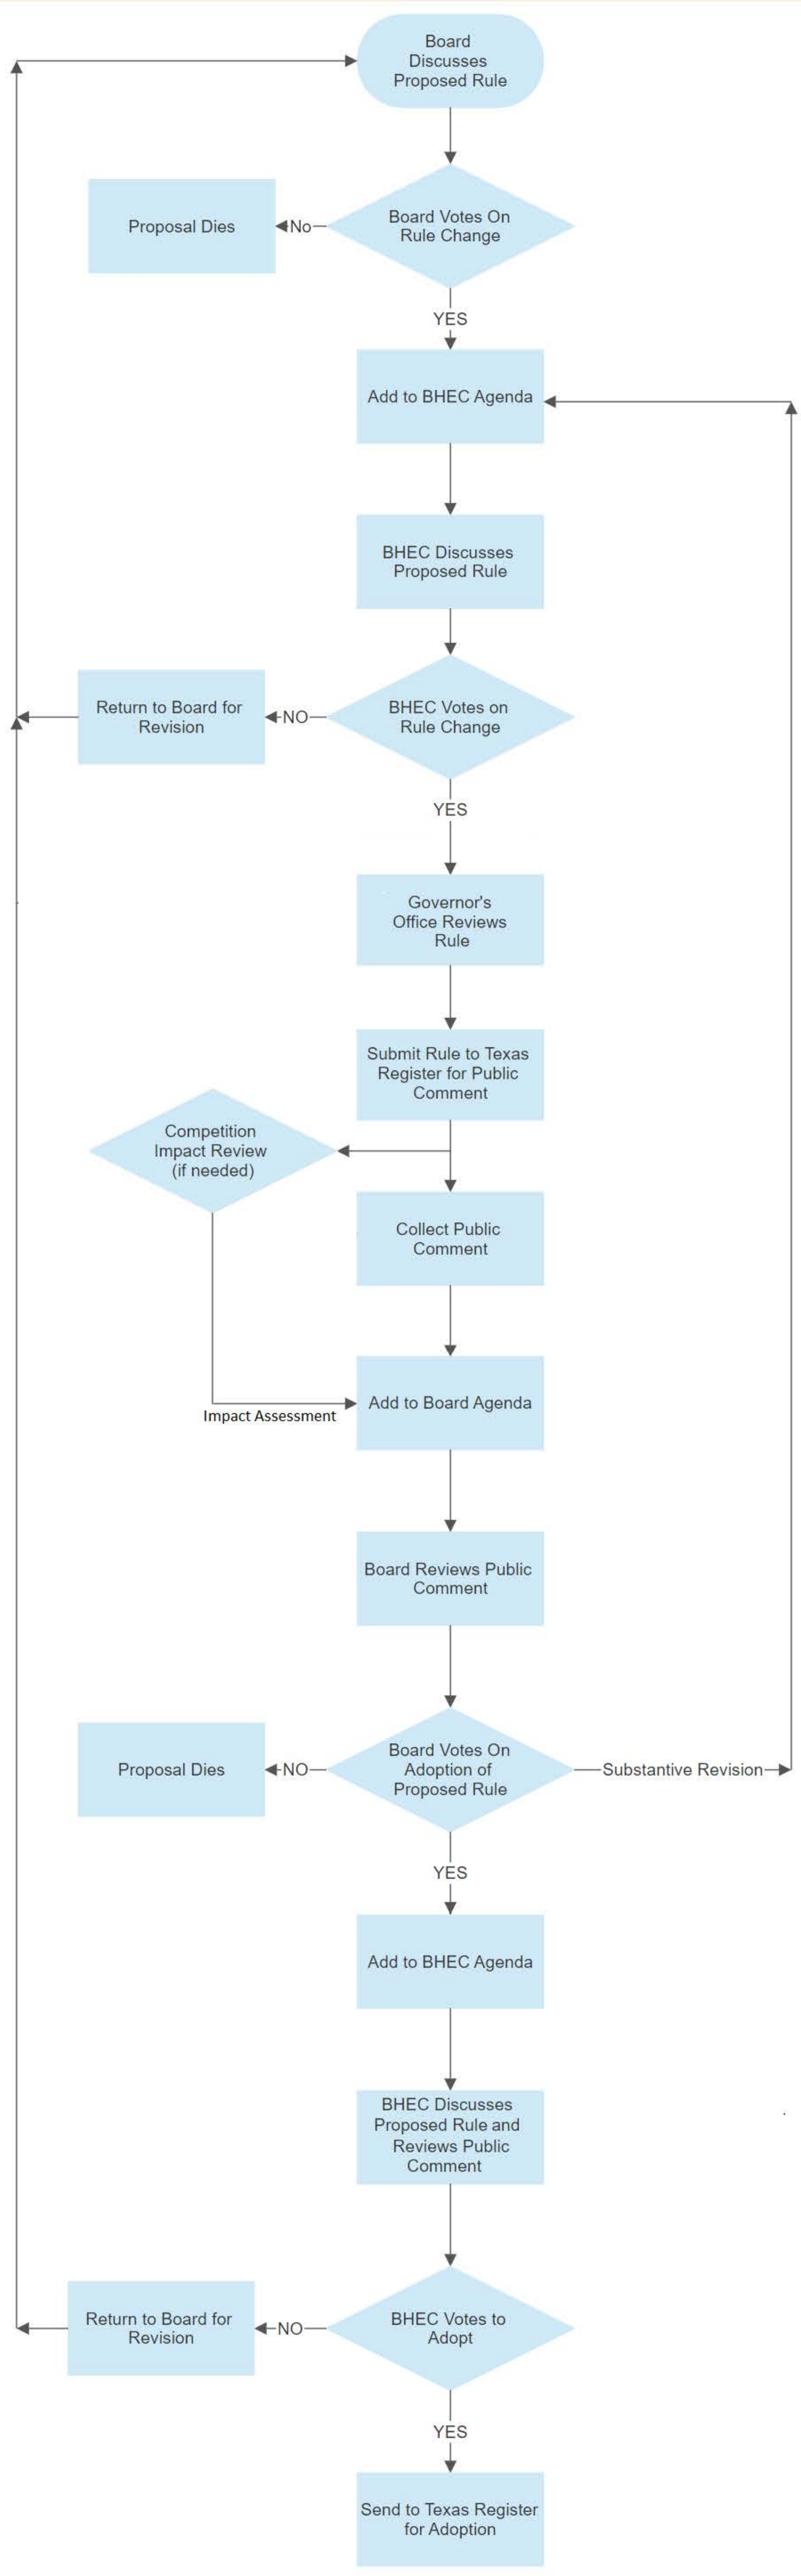 Board
Discusses
Proposed Rule
Board Votes On
Rule Change
No
Proposal Dies
YES
Add to BHEC Agenda
BHEC Discusses
Proposed Rule
BHEC Votes on
Rule Change
NO
Return to Board for
Revision
YES
Governor's
Office Reviews
Rule
Submit Rule to Texas
Register for Public
Comment
Competition
Impact Review
(if needed)
Collect Public
Comment
Add to Board Agenda
Impact Assessment
Board Reviews Public
Comment
Board Votes On
Adoption of
Proposed Rule
NO
Proposal Dies
Substantive Revision
YES
Add to BHEC Agenda
BHEC Discusses
Proposed Rule and
Reviews Public
Comment
BHEC Votes to
Adopt
NO
Return to Board for
Revision
YES
Send to Texas Register
for Adoption